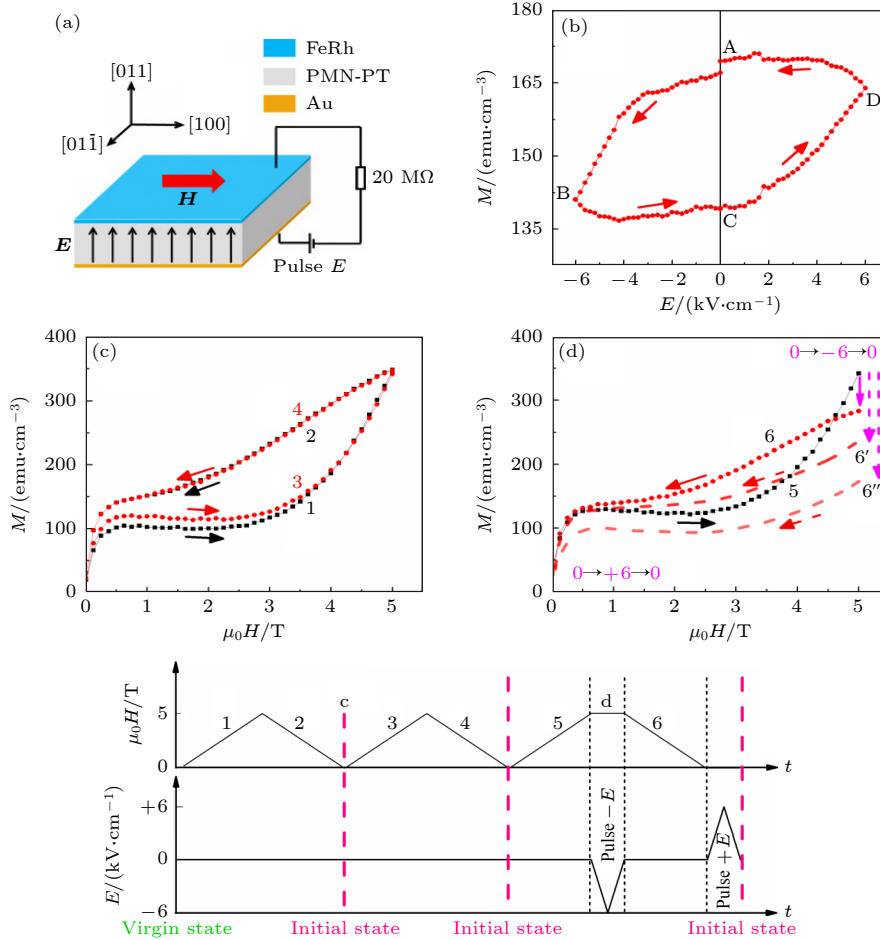 (a)
FeRh
PMN-PT
Au
[011]
[100]
[011̄]
H
E
20 MΩ
Pulse E
(b)
M/(emu·cm⁻³)
180
165
150
135
A
B
C
D
−6 −4 −2 0 2 4 6
E/(kV·cm⁻¹)
(c)
M/(emu·cm⁻³)
400
300
200
100
0
4
2
3
1
0 1 2 3 4 5
μ₀H/T
(d)
M/(emu·cm⁻³)
400
300
200
100
0
0→−6→0
6
6′
5
6″
0→+6→0
0 1 2 3 4 5
μ₀H/T
μ₀H/T
5
0
1 2 c 3 4 5 d 6
t
E/(kV·cm⁻¹)
+6
0
−6
Pulse −E
Pulse +E
t
Virgin state Initial state Initial state Initial state